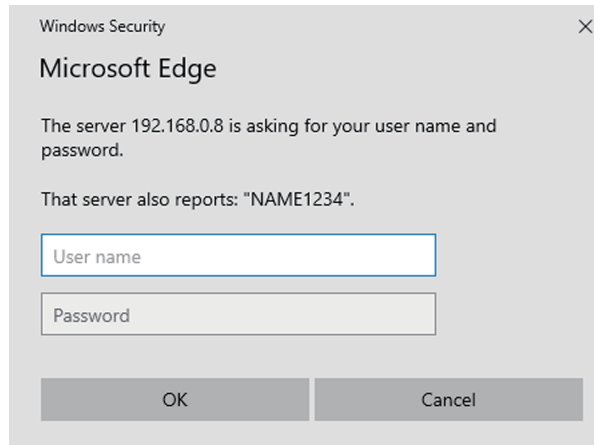 Windows Security
Microsoft Edge
The server 192.168.0.8 is asking for your user name and
password.
That server also reports: "NAME1234".
User name
Password
OK
Cancel